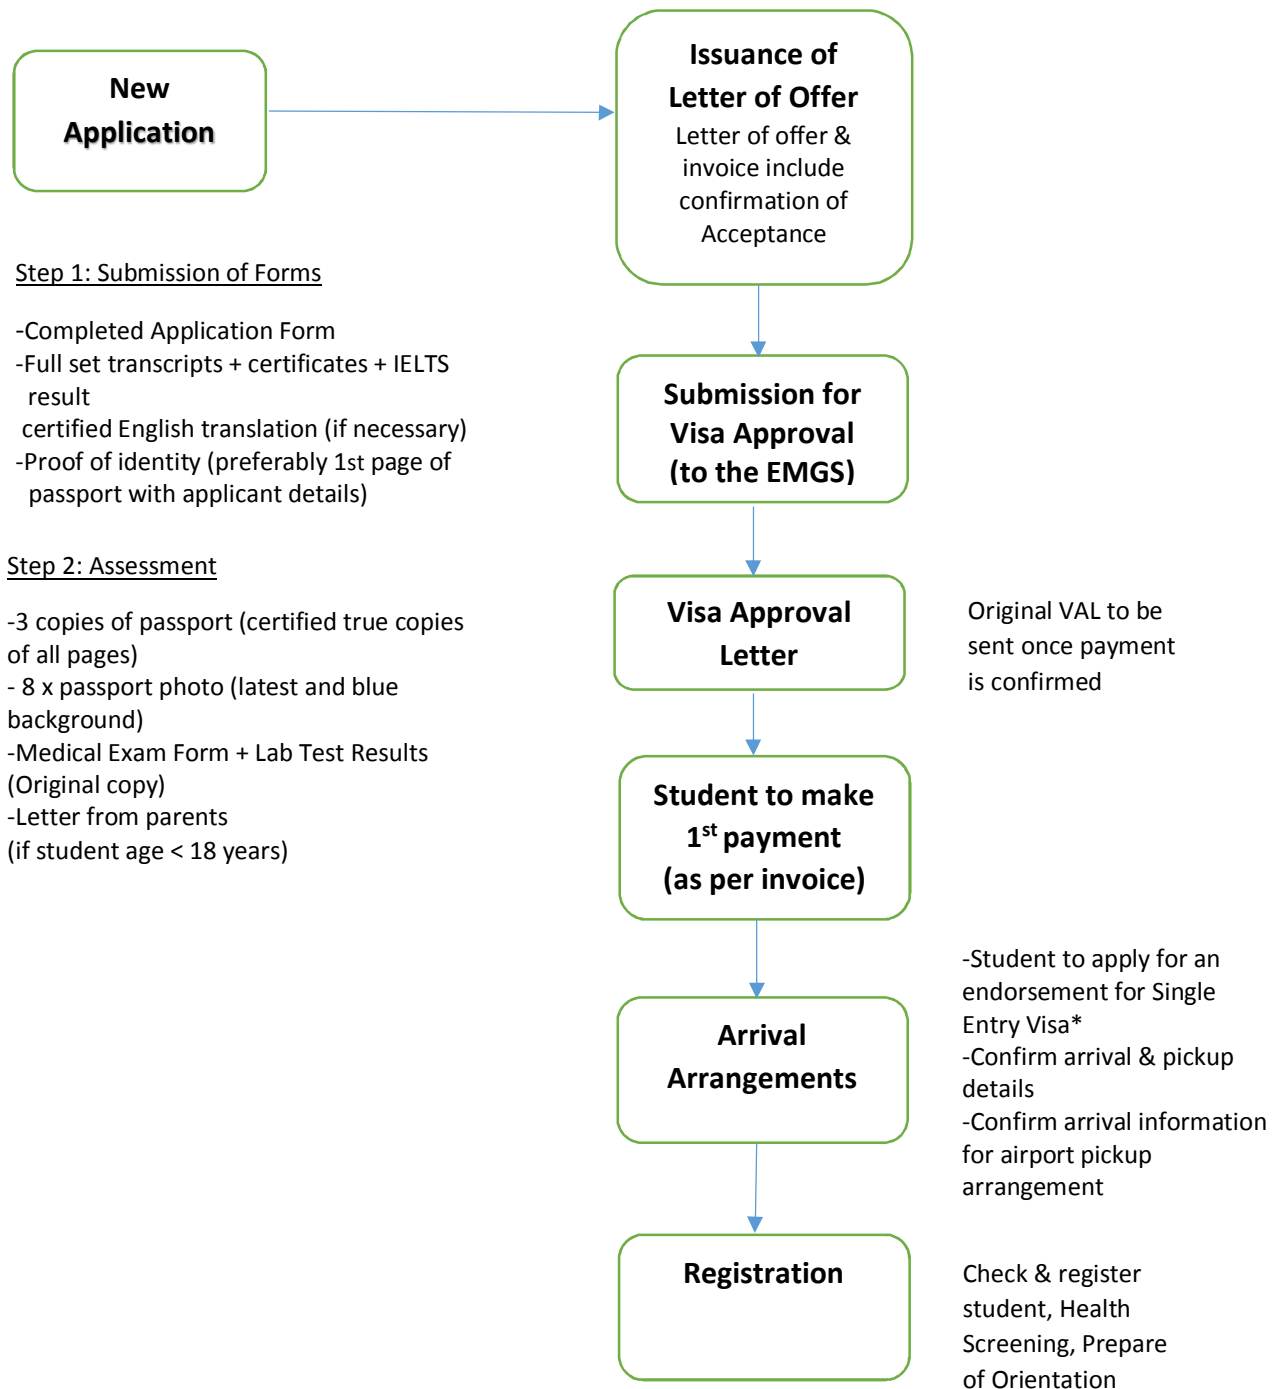 New
Application
Issuance of
Letter of Offer
Letter of offer &
invoice include
confirmation of
Acceptance
Step 1: Submission of Forms
-Completed Application Form
-Full set transcripts + certificates + IELTS
result
certified English translation (if necessary)
-Proof of identity (preferably 1st page of
passport with applicant details)
Step 2: Assessment
-3 copies of passport (certified true copies
of all pages)
- 8 x passport photo (latest and blue
background)
-Medical Exam Form + Lab Test Results
(Original copy)
-Letter from parents
(if student age < 18 years)
Submission for
Visa Approval
(to the EMGS)
Visa Approval
Letter
Original VAL to be
sent once payment
is confirmed
Student to make
1st payment
(as per invoice)
Arrival
Arrangements
-Student to apply for an
endorsement for Single
Entry Visa*
-Confirm arrival & pickup
details
-Confirm arrival information
for airport pickup
arrangement
Registration
Check & register
student, Health
Screening, Prepare
of Orientation